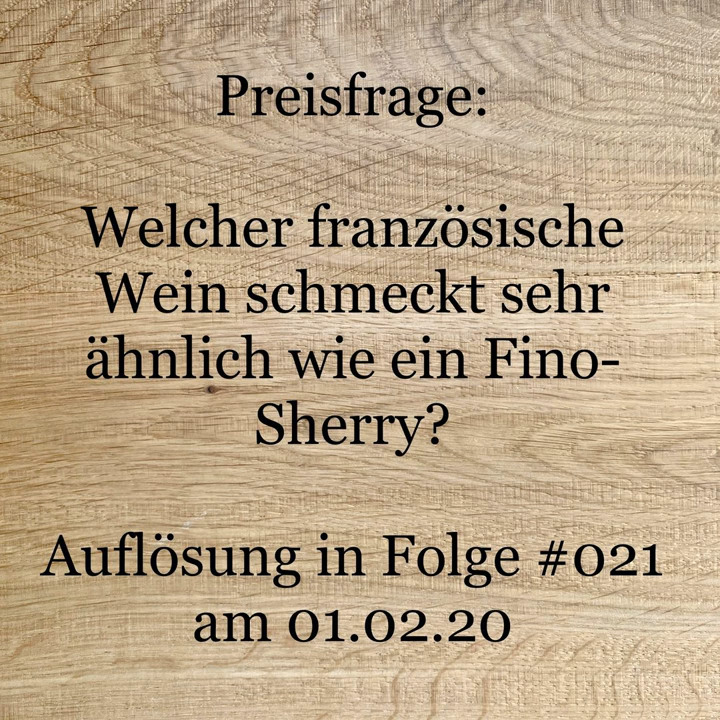 Preisfrage:
Welcher französische
Wein schmeckt sehr
ähnlich wie ein Fino-
Sherry?
Auflösung in Folge #021
am 01.02.20